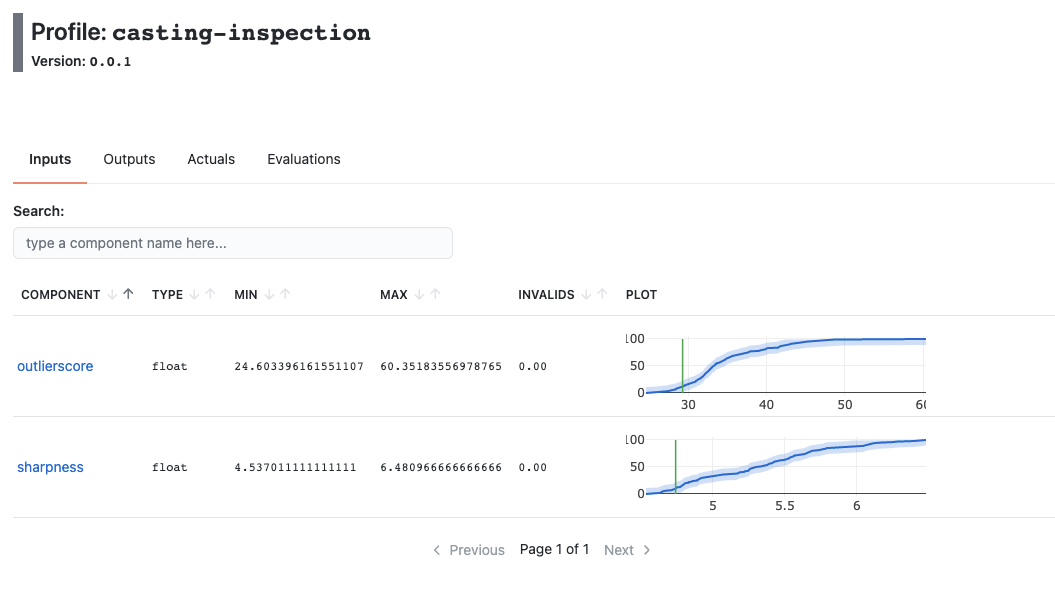 Profile: casting-inspection
Version: 0.0.1
Inputs Outputs Actuals Evaluations
Search:
type a component name here...
COMPONENT TYPE MIN MAX INVALIDS PLOT
outlierscore float 24.603396161551107 60.35183556978765 0.00
100
50
0
30 40 50 60
sharpness float 4.537011111111111 6.480966666666666 0.00
100
50
0
5 5.5 6
Previous Page 1 of 1 Next